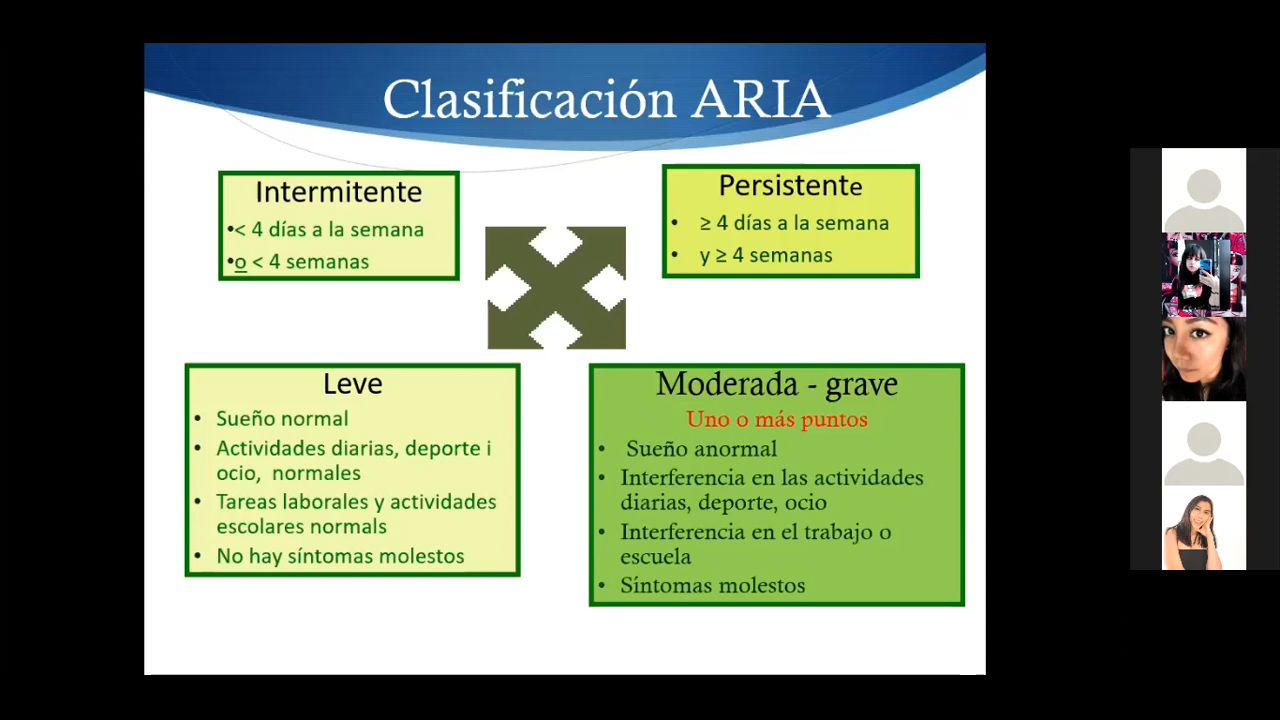 Clasificación ARIA
Intermitente
•< 4 días a la semana
•o < 4 semanas
Persistente
• ≥ 4 días a la semana
• y ≥ 4 semanas
Leve
• Sueño normal
• Actividades diarias, deporte i
ocio, normales
• Tareas laborales y actividades
escolares normals
• No hay síntomas molestos
Moderada - grave
Uno o más puntos
• Sueño anormal
• Interferencia en las actividades
diarias, deporte, ocio
• Interferencia en el trabajo o
escuela
• Síntomas molestos